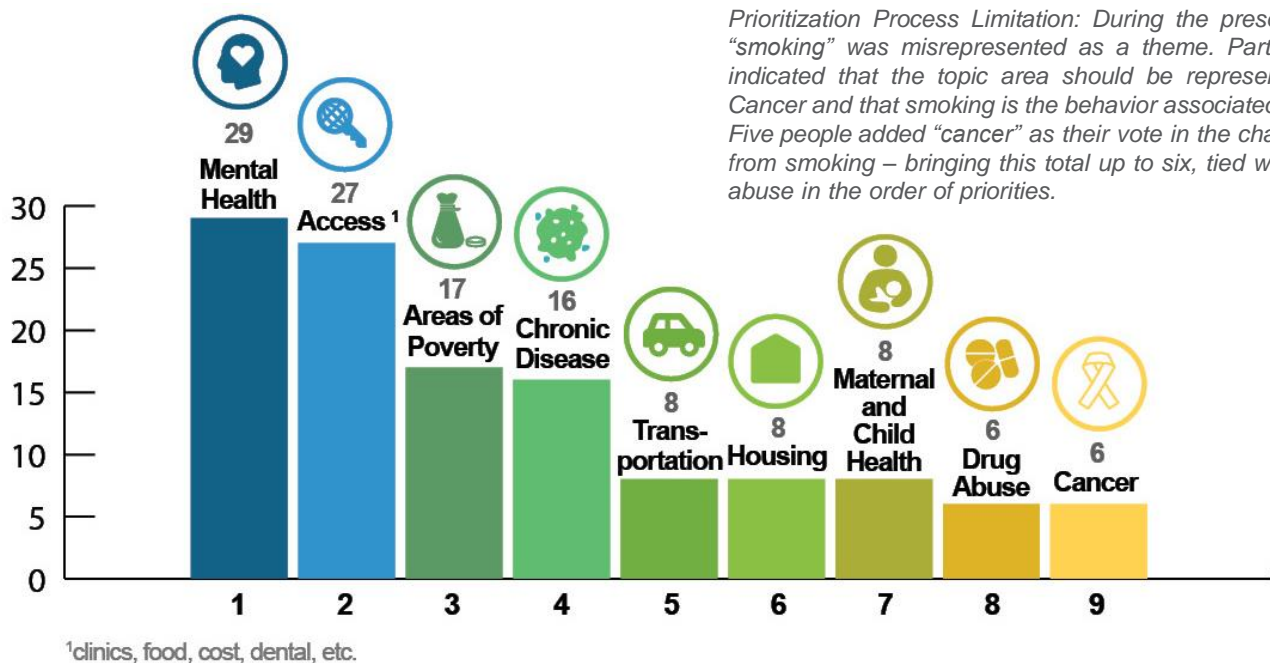 Prioritization Process Limitation: During the prese
“smoking” was misrepresented as a theme. Part
indicated that the topic area should be represer
Cancer and that smoking is the behavior associated
Five people added “cancer” as their vote in the cha
from smoking – bringing this total up to six, tied w
abuse in the order of priorities.
29
Mental
Health
27
Access ¹
17
Areas of
Poverty
16
Chronic
Disease
8
Trans-
portation
8
Housing
8
Maternal
and
Child
Health
6
Drug
Abuse
6
Cancer
30
25
20
15
10
5
0
1 2 3 4 5 6 7 8 9
¹clinics, food, cost, dental, etc.